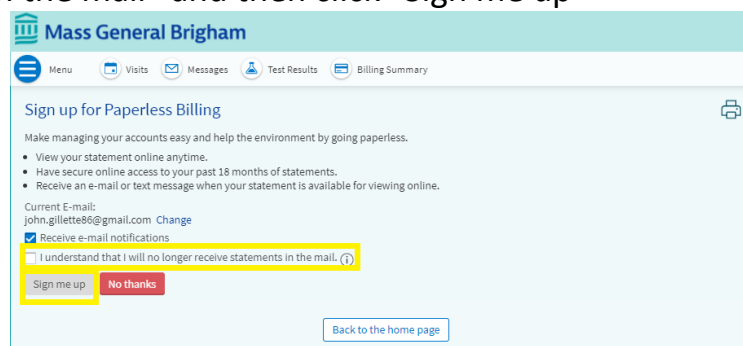 the mail" and then click "Sign me up"
Mass General Brigham
Menu Visits Messages Test Results Billing Summary
Sign up for Paperless Billing
Make managing your accounts easy and help the environment by going paperless.
• View your statement online anytime.
• Have secure online access to your past 18 months of statements.
• Receive an e-mail or text message when your statement is available for viewing online.
Current E-mail:
john.gillette86@gmail.com Change
Receive e-mail notifications
I understand that I will no longer receive statements in the mail.
Sign me up No thanks
Back to the home page